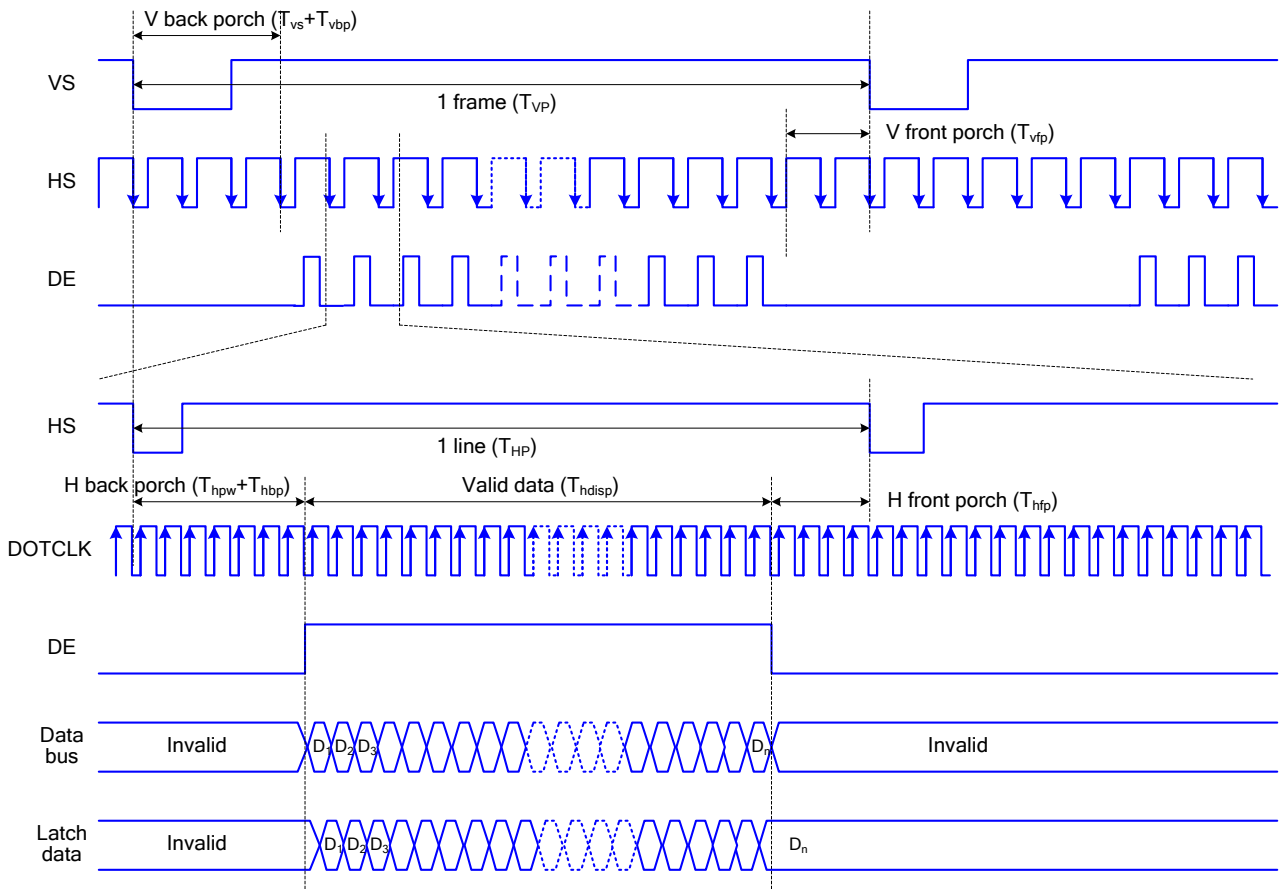 V back porch (Tvs+Tvbp)
VS
1 frame (TVP)
V front porch (Tvfp)
HS
DE
HS
1 line (THP)
H back porch (Thpw+Thbp)
Valid data (Thdisp)
H front porch (Thfp)
DOTCLK
DE
Data
bus
Invalid
D1 D2 D3
Dn
Invalid
Latch
data
Invalid
D1 D2 D3
Dn